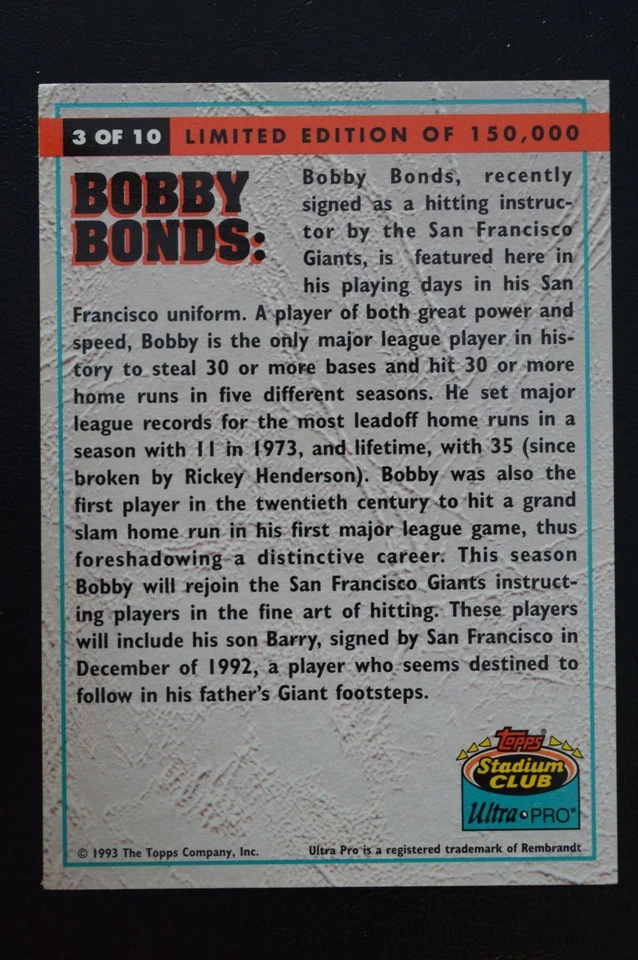 3 OF 10 LIMITED EDITION OF 150,000
BOBBY
BONDS:
Bobby Bonds, recently
signed as a hitting instruc-
tor by the San Francisco
Giants, is featured here in
his playing days in his San
Francisco uniform. A player of both great power and
speed, Bobby is the only major league player in his-
tory to steal 30 or more bases and hit 30 or more
home runs in five different seasons. He set major
league records for the most leadoff home runs in a
season with 11 in 1973, and lifetime, with 35 (since
broken by Rickey Henderson). Bobby was also the
first player in the twentieth century to hit a grand
slam home run in his first major league game, thus
foreshadowing a distinctive career. This season
Bobby will rejoin the San Francisco Giants instruct-
ing players in the fine art of hitting. These players
will include his son Barry, signed by San Francisco in
December of 1992, a player who seems destined to
follow in his father's Giant footsteps.
Topps®
Stadium
CLUB
Ultra•PRO®
© 1993 The Topps Company, Inc. Ultra Pro is a registered trademark of Rembrandt